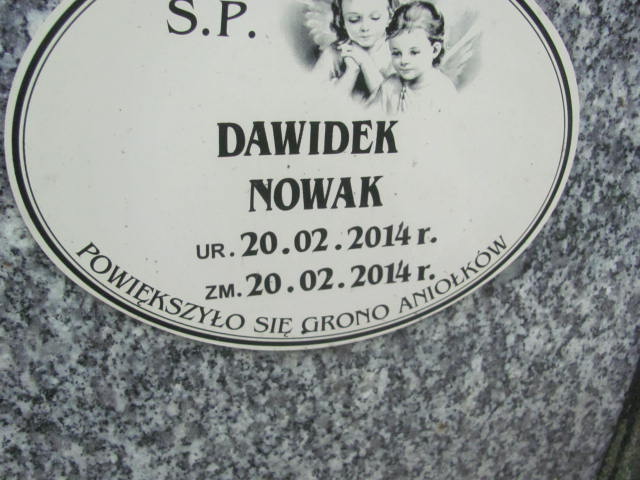 S.P.
DAWIDEK
NOWAK
UR. 20.02.2014 r.
ZM. 20.02.2014 r.
POWIĘKSZYŁO SIĘ GRONO ANIOŁKÓW